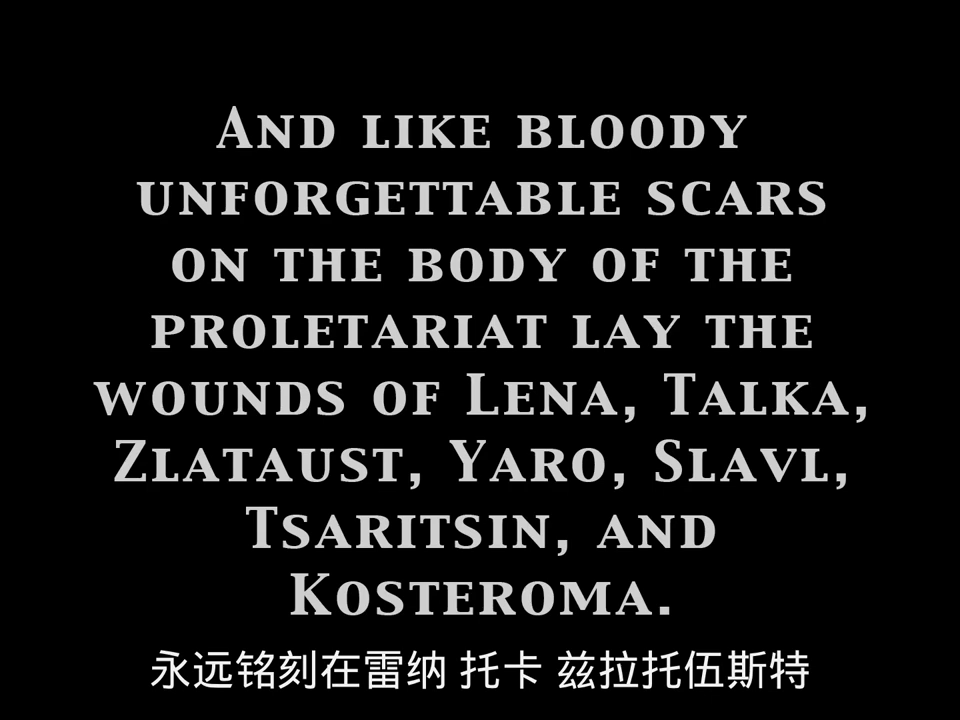 And like bloody
unforgettable scars
on the body of the
proletariat lay the
wounds of Lena, Talka,
Zlataust, Yaro, Slavl,
Tsaritsin, and
Kosteroma.
永远铭刻在雷纳 托卡 兹拉托伍斯特